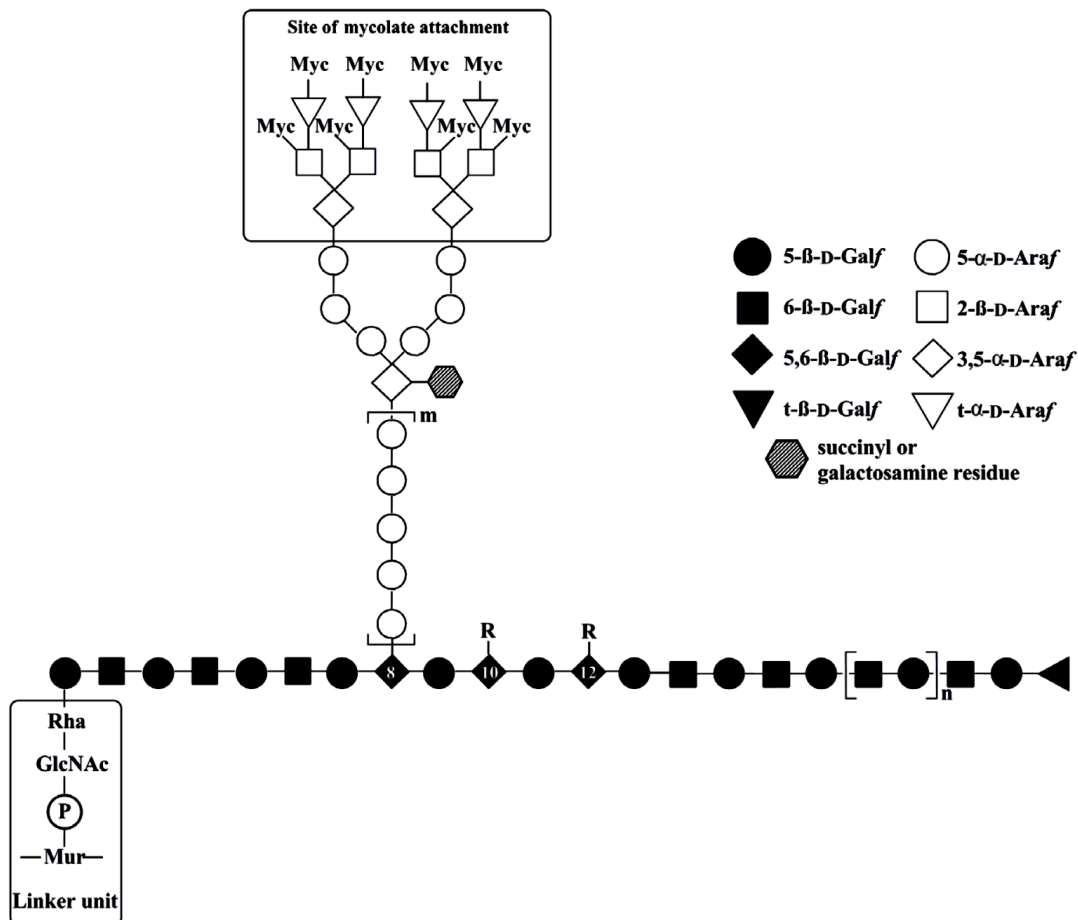 Site of mycolate attachment
Myc Myc Myc Myc
Myc Myc Myc Myc
m
5-ß-D-Galf 5-α-D-Araf
6-ß-D-Galf 2-ß-D-Araf
5,6-ß-D-Galf 3,5-α-D-Araf
t-ß-D-Galf t-α-D-Araf
succinyl or
galactosamine residue
R R
8 10 12
n
Rha
GlcNAc
P
Mur
Linker unit